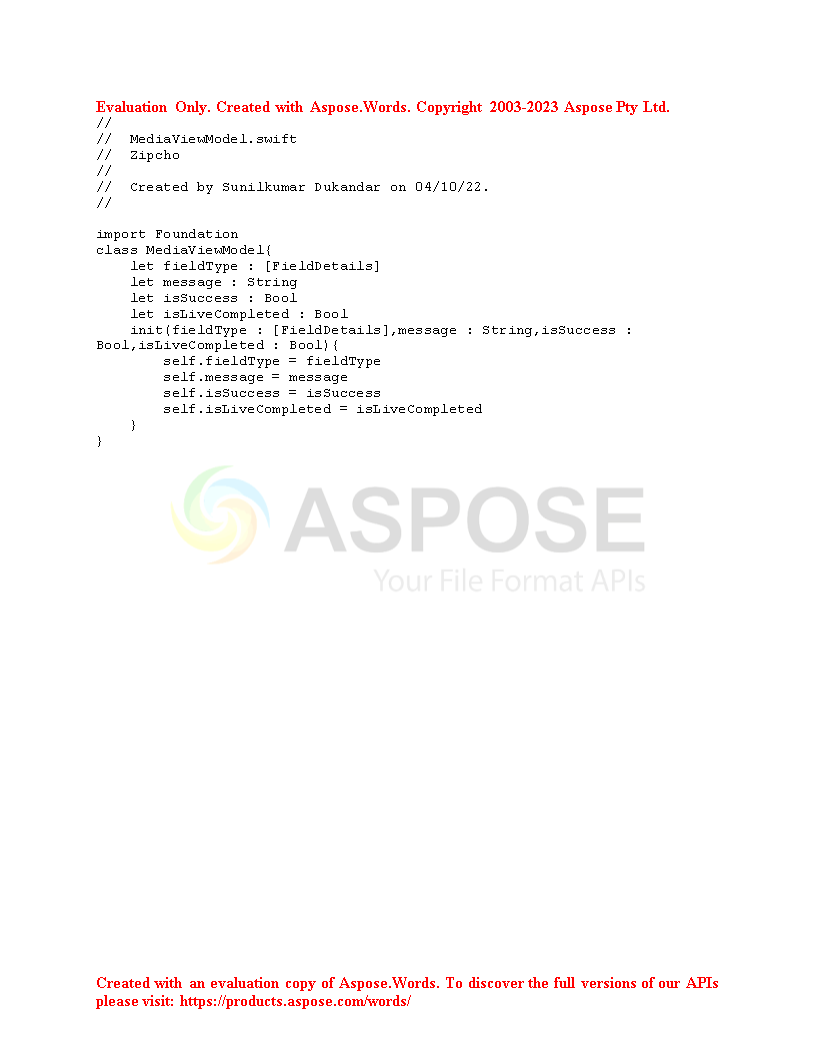 Evaluation Only. Created with Aspose.Words. Copyright 2003-2023 Aspose Pty Ltd.
//
//  MediaViewModel.swift
//  Zipcho
//
//  Created by Sunilkumar Dukandar on 04/10/22.
//
import Foundation
class MediaViewModel{
    let fieldType : [FieldDetails]
    let message : String
    let isSuccess : Bool
    let isLiveCompleted : Bool
    init(fieldType : [FieldDetails],message : String,isSuccess :
Bool,isLiveCompleted : Bool){
        self.fieldType = fieldType
        self.message = message
        self.isSuccess = isSuccess
        self.isLiveCompleted = isLiveCompleted
    }
}
ASPOSE
Your File Format APIs
Created with an evaluation copy of Aspose.Words. To discover the full versions of our APIs
please visit: https://products.aspose.com/words/